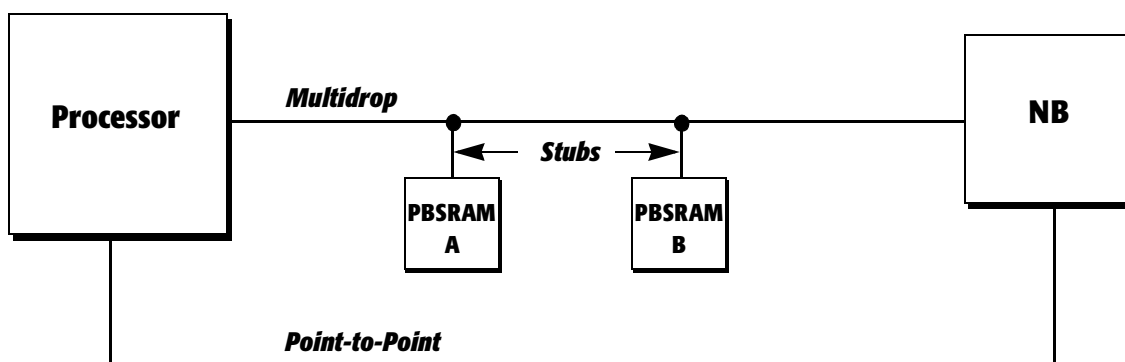 Multidrop
Processor
NB
Stubs
PBSRAM
A
PBSRAM
B
Point-to-Point